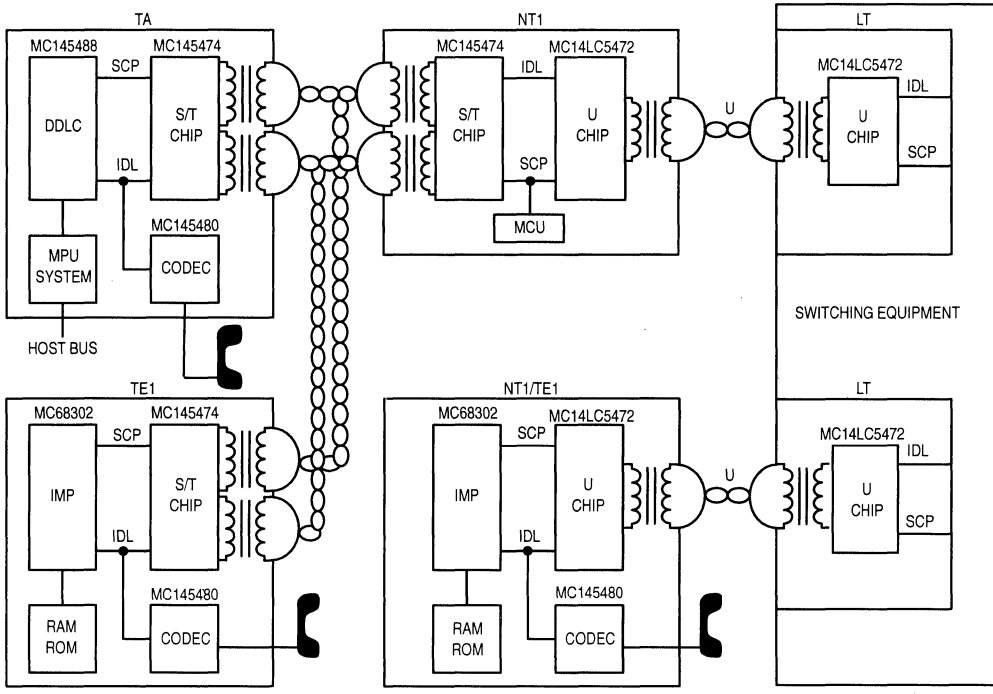 TA
MC145488
MC145474
SCP
DDLC
S/T
CHIP
IDL
MC145480
MPU
SYSTEM
CODEC
HOST BUS
NT1
MC145474
MC14LC5472
IDL
S/T
CHIP
U
CHIP
SCP
MCU
U
LT
MC14LC5472
IDL
U
CHIP
SCP
SWITCHING EQUIPMENT
TE1
MC68302
MC145474
SCP
IMP
S/T
CHIP
IDL
MC145480
RAM
ROM
CODEC
NT1/TE1
MC68302
MC14LC5472
SCP
IMP
U
CHIP
IDL
MC145480
RAM
ROM
CODEC
U
LT
MC14LC5472
IDL
U
CHIP
SCP